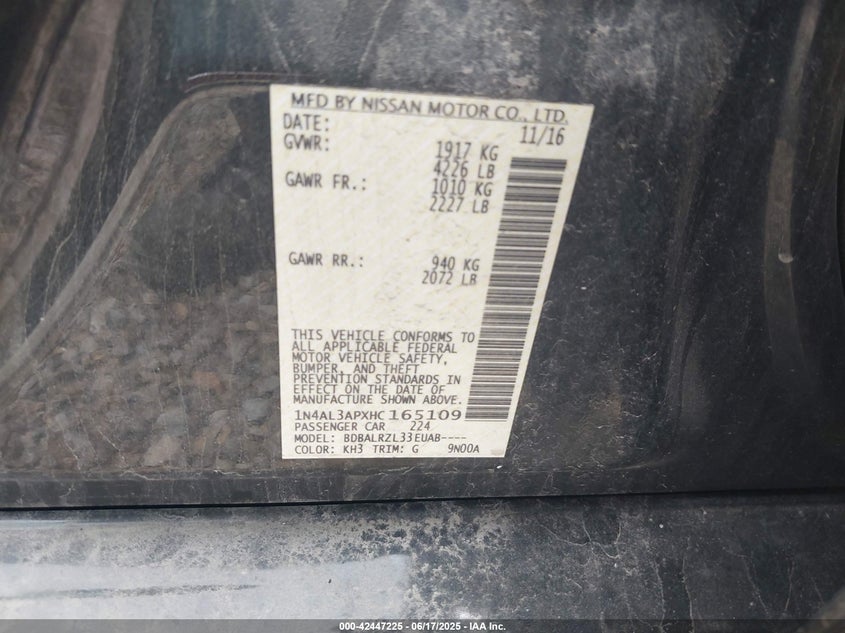 MFD BY NISSAN MOTOR CO., LTD.
DATE: 11/16
GVWR: 1917 KG
4226 LB
GAWR FR.: 1010 KG
2227 LB
GAWR RR.: 940 KG
2072 LB
THIS VEHICLE CONFORMS TO
ALL APPLICABLE FEDERAL
MOTOR VEHICLE SAFETY,
BUMPER, AND THEFT
PREVENTION STANDARDS IN
EFFECT ON THE DATE OF
MANUFACTURE SHOWN ABOVE.
1N4AL3APXHC165109
PASSENGER CAR 224
MODEL: BDBALRZL33EUAB----
COLOR: KH3 TRIM: G 9N00A
© - 42447225 - 06/17/2025 - IAA Inc.